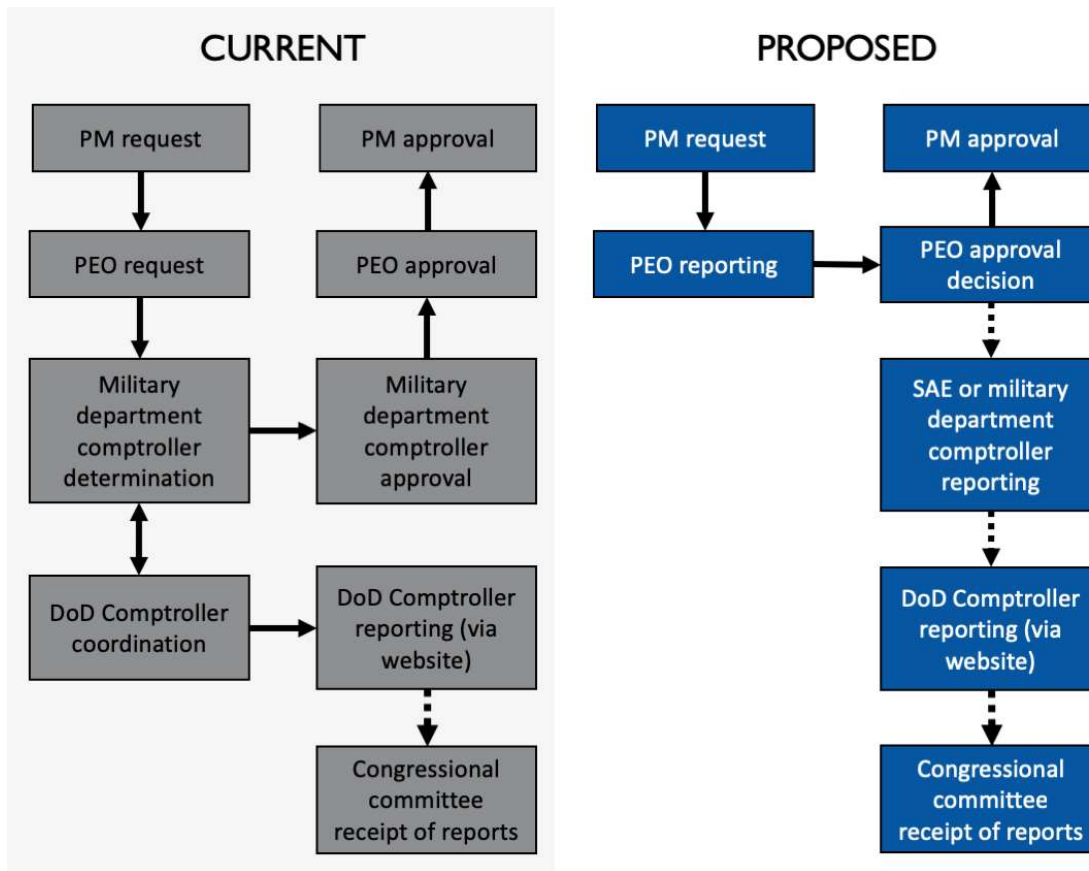 CURRENT
PM request
PM approval
PEO request
PEO approval
Military
department
comptroller
determination
Military
department
comptroller
approval
DoD Comptroller
coordination
DoD Comptroller
reporting (via
website)
Congressional
committee
receipt of reports
PROPOSED
PM request
PM approval
PEO reporting
PEO approval
decision
SAE or military
department
comptroller
reporting
DoD Comptroller
reporting (via
website)
Congressional
committee
receipt of reports